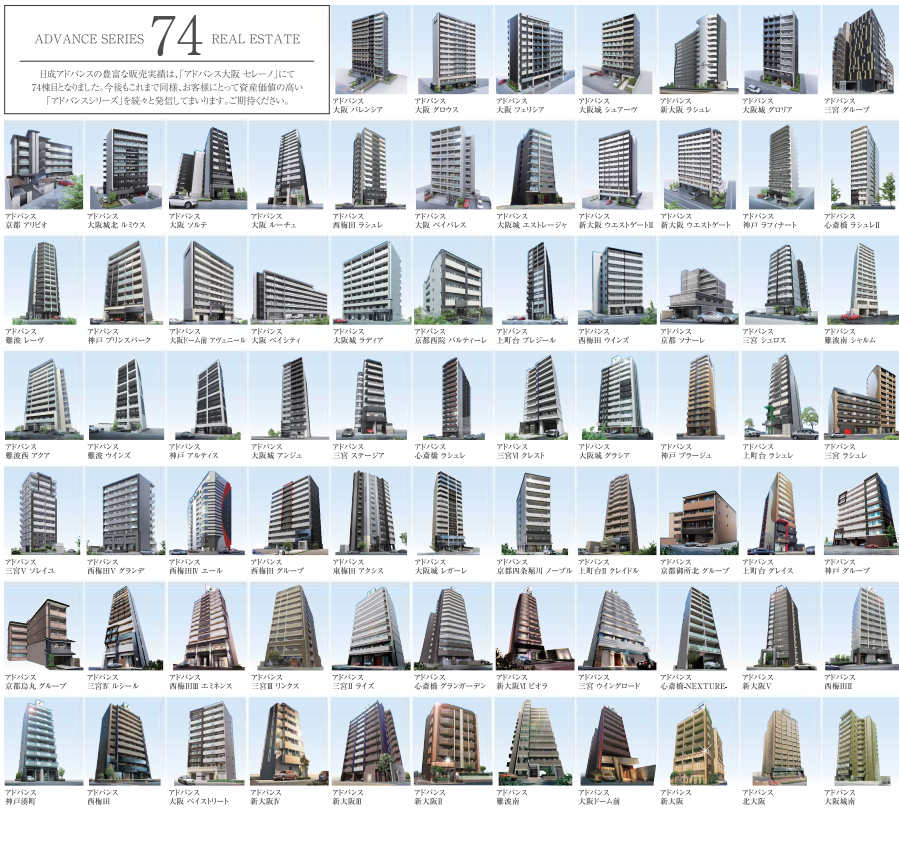 ADVANCE SERIES 74 REAL ESTATE
日成アドバンスの豊富な販売実績は、「アドバンス大阪 セレーノ」にて
74棟目となりました。今後もこれまで同様、お客様にとって資産価値の高い
「アドバンスシリーズ」を続々と発信してまいります。ご期待ください。
アドバンス
大阪 バレンシア
アドバンス
大阪 グロウス
アドバンス
大阪 フェリシア
アドバンス
大阪城 シュアーヴ
アドバンス
新大阪 ラシュレ
アドバンス
大阪城 グロリア
アドバンス
三宮 グルーブ
アドバンス
京都 アリビオ
アドバンス
大阪城北 ルミウス
アドバンス
大阪 ソルテ
アドバンス
大阪 ルーチェ
アドバンス
西梅田 ラシュレ
アドバンス
大阪 ベイパレス
アドバンス
大阪城 エストレージャ
アドバンス
新大阪 ウエストゲートII
アドバンス
新大阪 ウエストゲート
アドバンス
神戸 ラフィナート
アドバンス
心斎橋 ラシュレII
アドバンス
難波 レーヴ
アドバンス
神戸 プリンスパーク
アドバンス
大阪ドーム前 アヴェニール
アドバンス
大阪 ベイシティ
アドバンス
大阪城 ラディア
アドバンス
京都西院 パルティーレ
アドバンス
上町台 プレジール
アドバンス
西梅田 ウインズ
アドバンス
京都 ソナーレ
アドバンス
三宮 シュロス
アドバンス
難波南 シャルム
アドバンス
難波西 アクア
アドバンス
難波 ウインズ
アドバンス
神戸 アルティス
アドバンス
大阪城 アンジュ
アドバンス
三宮 ステージア
アドバンス
心斎橋 ラシュレ
アドバンス
三宮VI クレスト
アドバンス
大阪城 グラシア
アドバンス
神戸 プラージュ
アドバンス
上町台 ラシュレ
アドバンス
三宮 ラシュレ
アドバンス
三宮V ソレイユ
アドバンス
西梅田V グランデ
アドバンス
西梅田IV エール
アドバンス
西梅田 グルーブ
アドバンス
東梅田 アクシス
アドバンス
大阪城 レガーレ
アドバンス
京都四条堀川 ノーブル
アドバンス
上町台II クレイドル
アドバンス
京都御所北 グルーブ
アドバンス
上町台 グレイス
アドバンス
神戸 グルーブ
アドバンス
京都烏丸 グルーブ
アドバンス
三宮IV ルシール
アドバンス
西梅田III エミネンス
アドバンス
三宮III リンクス
アドバンス
三宮II ライズ
アドバンス
心斎橋 グランガーデン
アドバンス
新大阪VI ビオラ
アドバンス
三宮 ウイングロード
アドバンス
心斎橋-NEXTURE-
アドバンス
新大阪V
アドバンス
西梅田II
アドバンス
神戸湊町
アドバンス
西梅田
アドバンス
大阪 ベイストリート
アドバンス
新大阪IV
アドバンス
新大阪III
アドバンス
新大阪II
アドバンス
難波南
アドバンス
大阪ドーム前
アドバンス
新大阪
アドバンス
北大阪
アドバンス
大阪城南